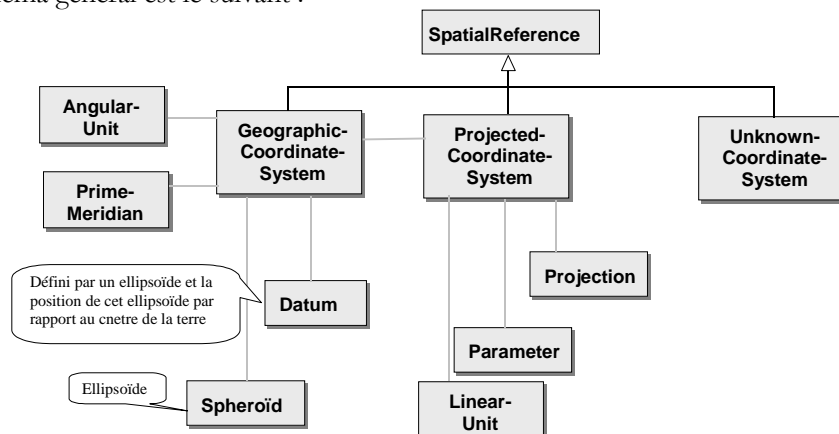 éma général est le suivant :
SpatialReference
Angular-
Unit
Geographic-
Coordinate-
System
Projected-
Coordinate-
System
Unknown-
Coordinate-
System
Prime-
Meridian
Défini par un ellipsoïde et la
position de cet ellipsoïde par
rapport au cnetre de la terre
Datum
Projection
Parameter
Ellipsoïde
Spheroïd
Linear-
Unit